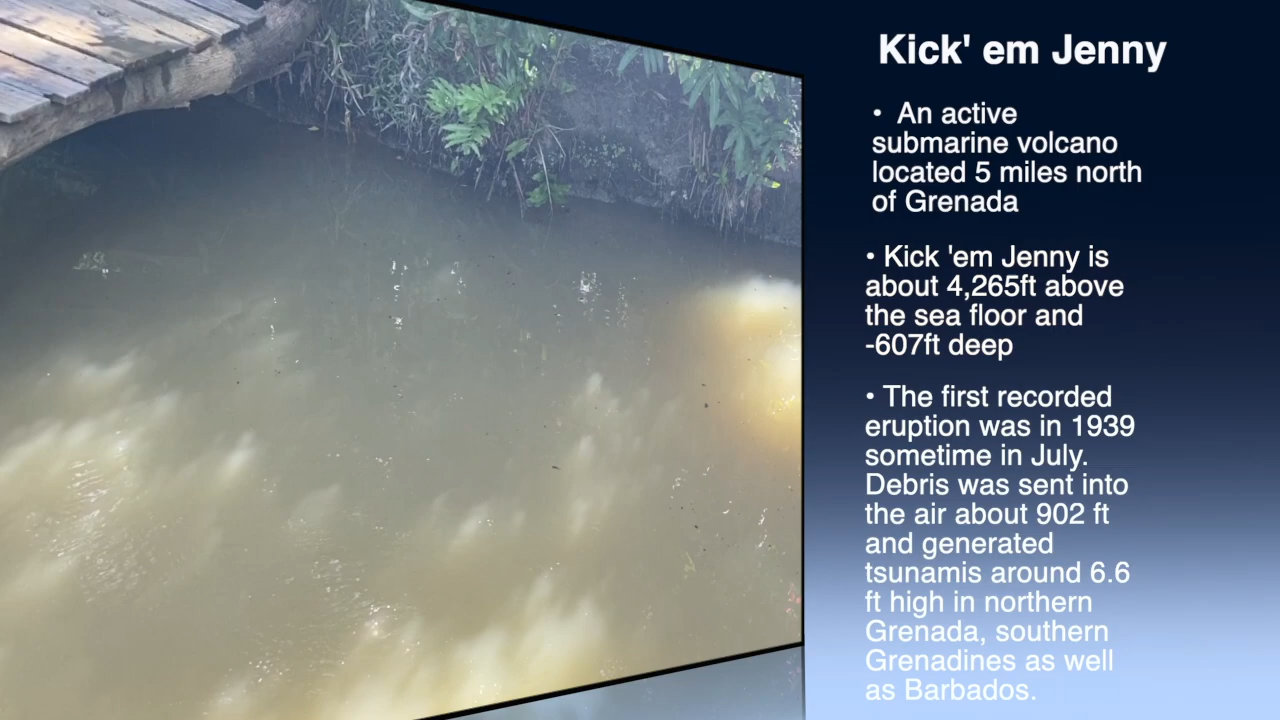 Kick' em Jenny
• An active
submarine volcano
located 5 miles north
of Grenada
• Kick 'em Jenny is
about 4,265ft above
the sea floor and
-607ft deep
• The first recorded
eruption was in 1939
sometime in July.
Debris was sent into
the air about 902 ft
and generated
tsunamis around 6.6
ft high in northern
Grenada, southern
Grenadines as well
as Barbados.